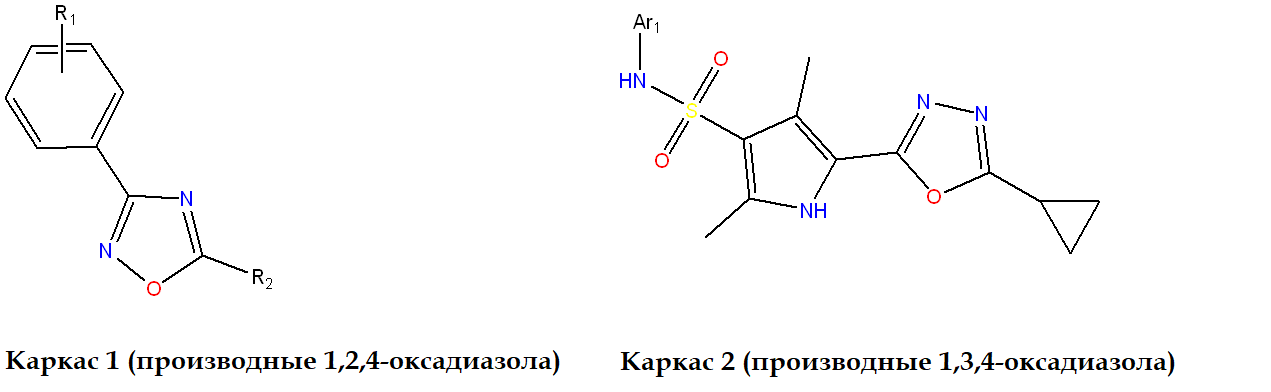 R1
N
N
O
R2
Ar1
HN
S
O
O
NH
N
N
O
Каркас 1 (производные 1,2,4-оксадиазола)
Каркас 2 (производные 1,3,4-оксадиазола)